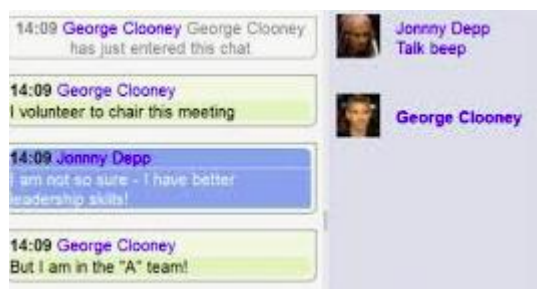 14:09 George Clooney George Clooney
has just entered this chat
14:09 George Clooney
I volunteer to chair this meeting
14:09 Jonnny Depp
I am not so sure - I have better
leadership skills!
14:09 George Clooney
But I am in the "A" team!
Jonnny Depp
Talk beep
George Clooney